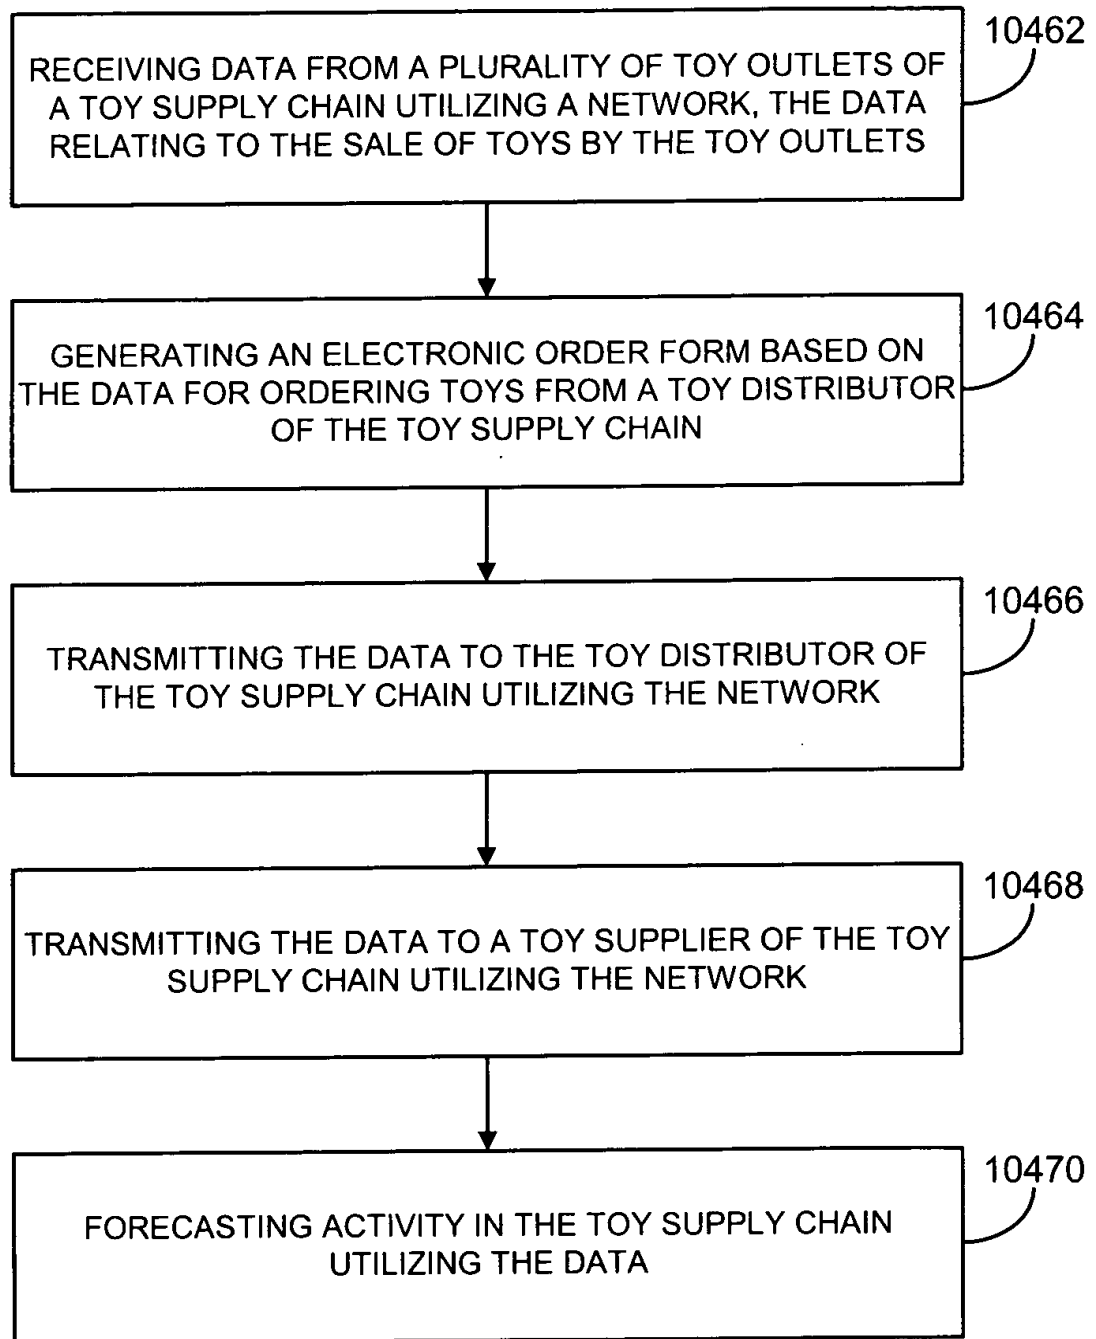 10462
RECEIVING DATA FROM A PLURALITY OF TOY OUTLETS OF
A TOY SUPPLY CHAIN UTILIZING A NETWORK, THE DATA
RELATING TO THE SALE OF TOYS BY THE TOY OUTLETS
10464
GENERATING AN ELECTRONIC ORDER FORM BASED ON
THE DATA FOR ORDERING TOYS FROM A TOY DISTRIBUTOR
OF THE TOY SUPPLY CHAIN
10466
TRANSMITTING THE DATA TO THE TOY DISTRIBUTOR OF
THE TOY SUPPLY CHAIN UTILIZING THE NETWORK
10468
TRANSMITTING THE DATA TO A TOY SUPPLIER OF THE TOY
SUPPLY CHAIN UTILIZING THE NETWORK
10470
FORECASTING ACTIVITY IN THE TOY SUPPLY CHAIN
UTILIZING THE DATA